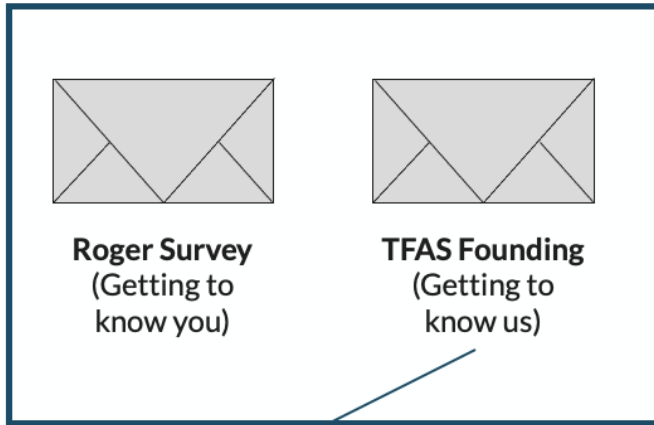 Roger Survey
(Getting to
know you)
TFAS Founding
(Getting to
know us)